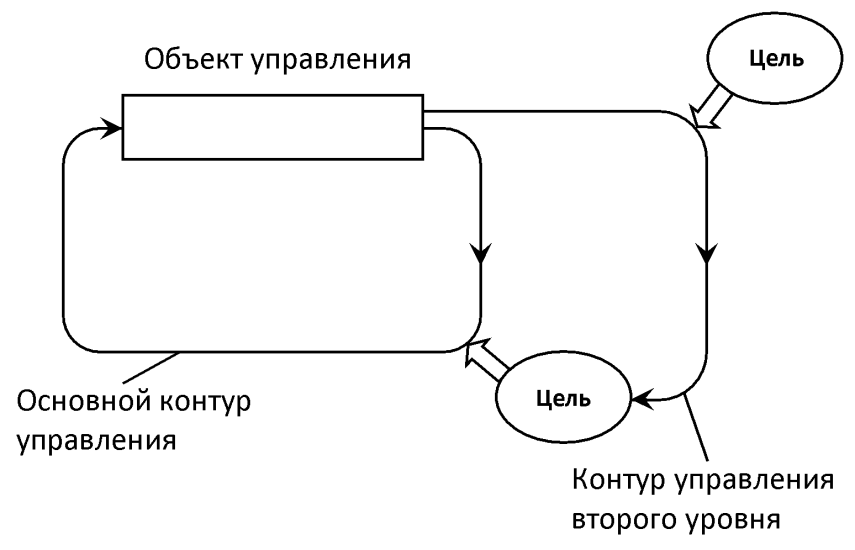 Объект управления
Цель
Основной контур
управления
Цель
Контур управления
второго уровня